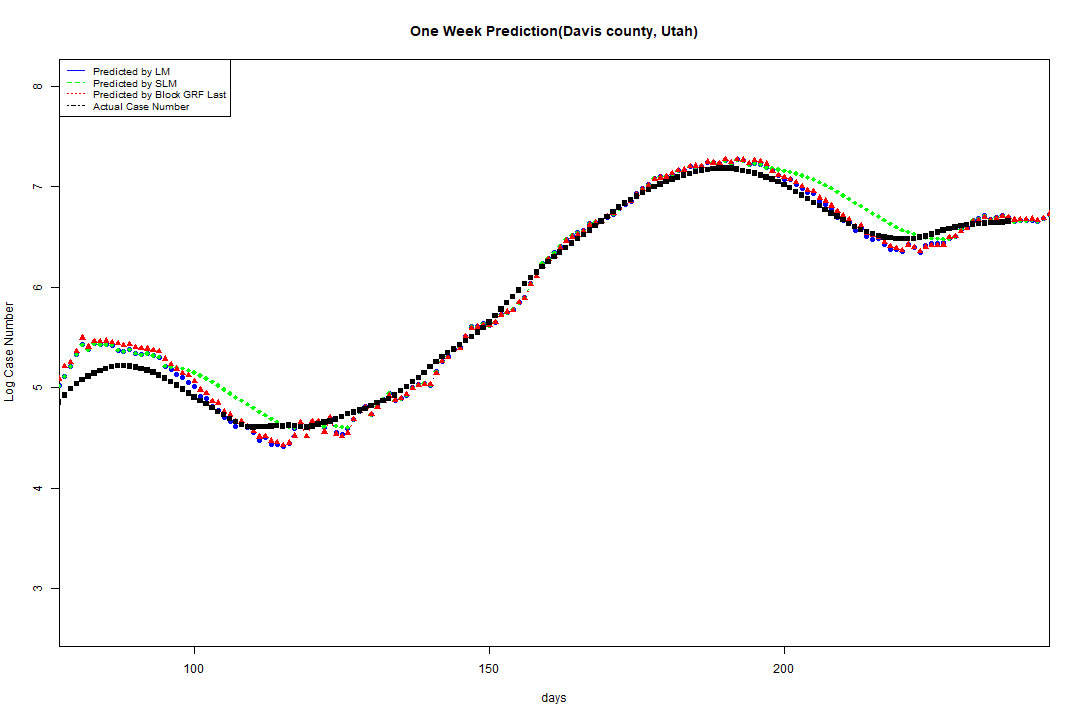 One Week Prediction(Davis county, Utah)
Predicted by LM
Predicted by SLM
Predicted by Block GRF Last
Actual Case Number
8
7
6
5
4
3
Log Case Number
100 150 200
days